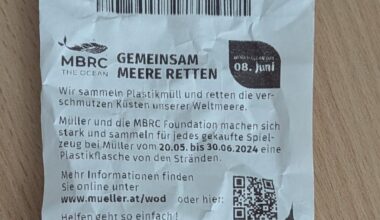 MBRC
THE OCEAN
GEMEINSAM
MEERE RETTEN
08. Juni
Wir sammeln Plastikmüll und retten die ver-
schmutzen Küsten unserer Weltmeere.
Müller und die MBRC Foundation machen sich
stark und sammeln für jedes gekaufte Spiel-
zeug bei Müller vom 20.05. bis 30.06.2024 eine
Plastikflasche von den Stränden.
Mehr Informationen finden
Sie online unter
www.mueller.at/wod oder hier:
Helfen geht so einfach!